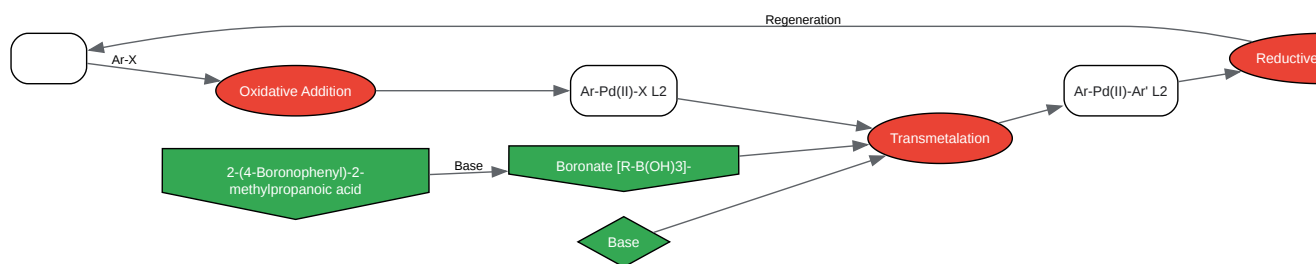 Regeneration
Ar-X
Oxidative Addition
Ar-Pd(II)-X L2
Ar-Pd(II)-Ar' L2
Reductive
Transmetalation
2-(4-Boronophenyl)-2-
methylpropanoic acid
Base
Boronate [R-B(OH)3]-
Base